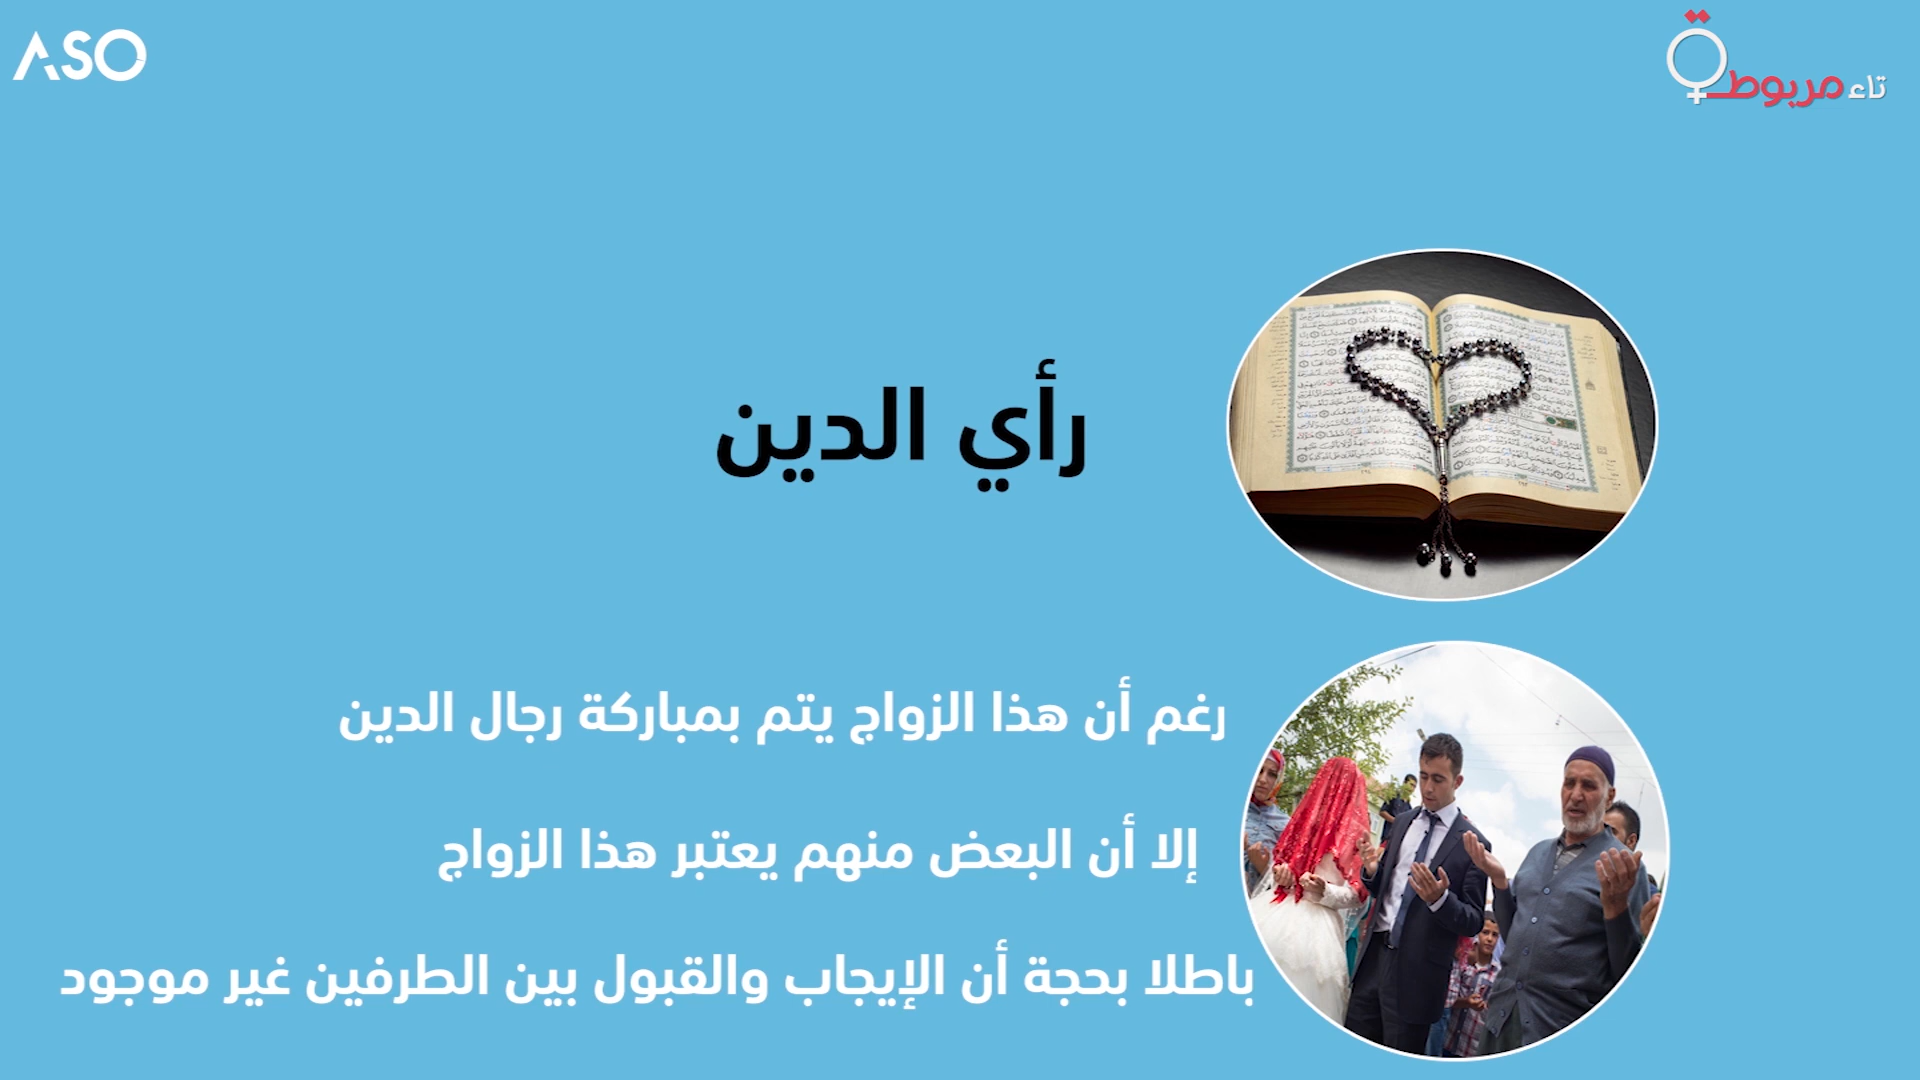 ASO
تاء مربوطة
رأي الدين
رغم أن هذا الزواج يتم بمباركة رجال الدين
إلا أن البعض منهم يعتبر هذا الزواج
باطلا بحجة أن الإيجاب والقبول بين الطرفين غير موجود